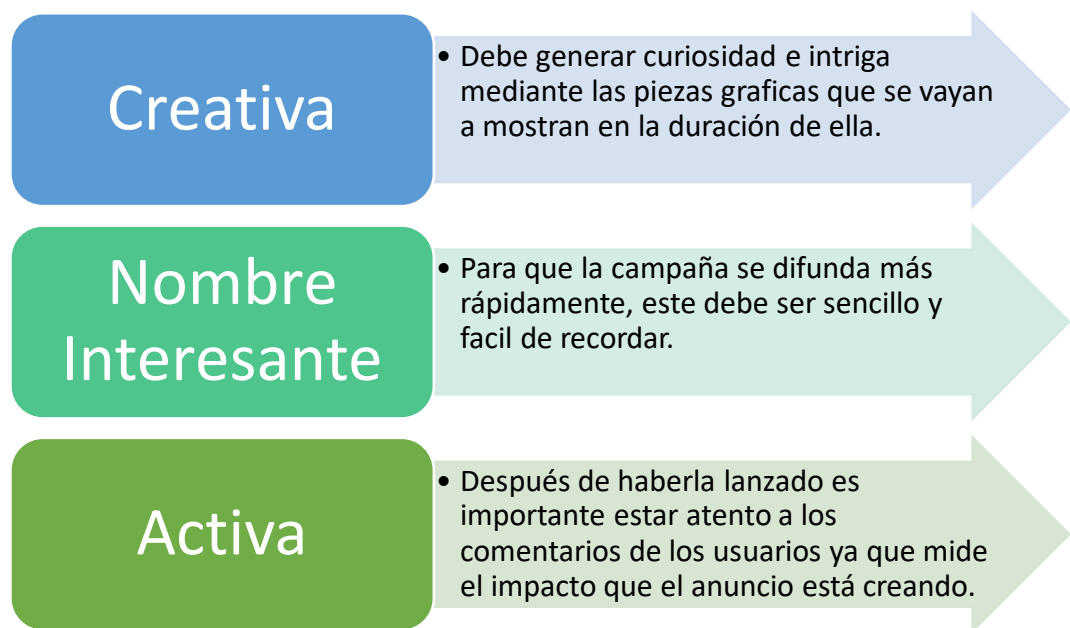 Creativa
• Debe generar curiosidad e intriga
mediante las piezas graficas que se vayan
a mostran en la duración de ella.
Nombre
Interesante
• Para que la campaña se difunda más
rápidamente, este debe ser sencillo y
facil de recordar.
Activa
• Después de haberla lanzado es
importante estar atento a los
comentarios de los usuarios ya que mide
el impacto que el anuncio está creando.